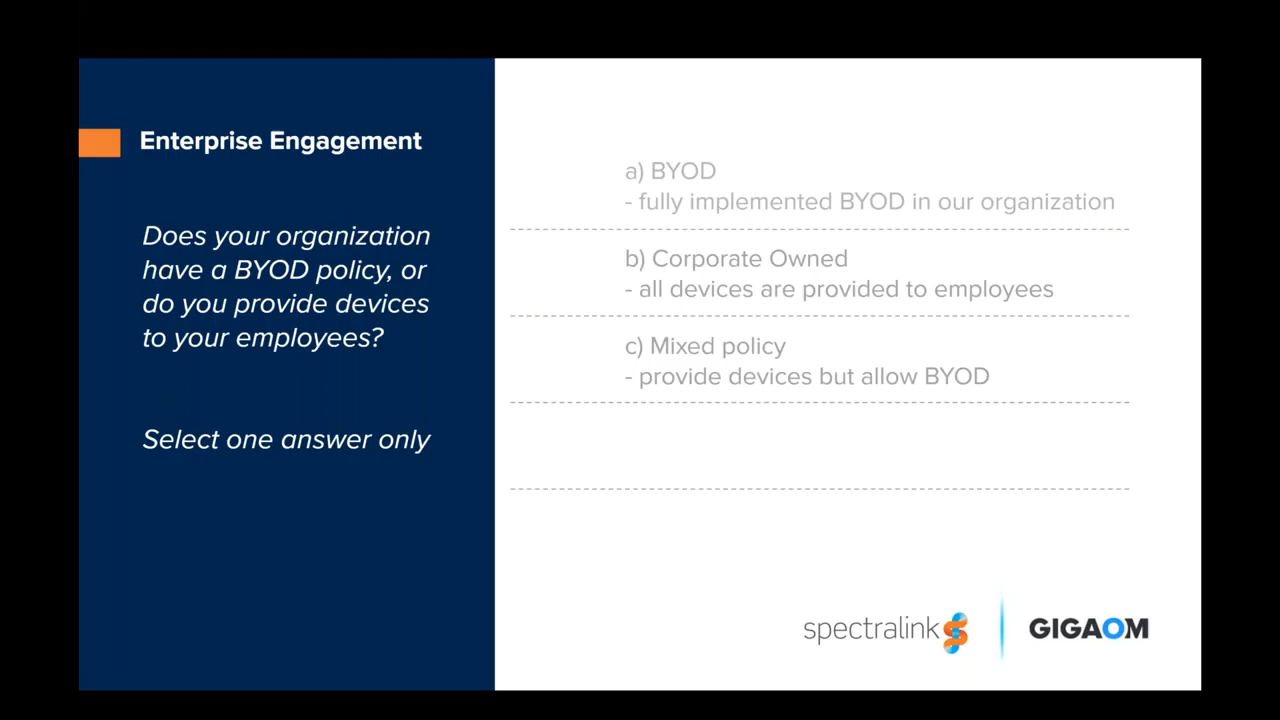 Enterprise Engagement
Does your organization
have a BYOD policy, or
do you provide devices
to your employees?
Select one answer only
a) BYOD
- fully implemented BYOD in our organization
b) Corporate Owned
- all devices are provided to employees
c) Mixed policy
- provide devices but allow BYOD
spectralink
GIGAOM